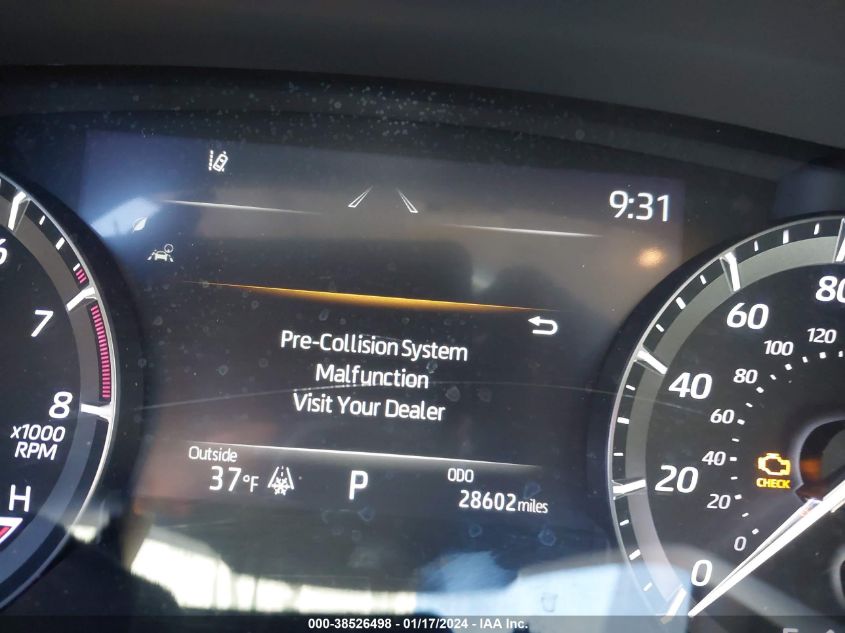 9:31
6
7
8
x1000
RPM
H
Pre-Collision System
Malfunction
Visit Your Dealer
Outside
37°F
P
ODO
28602 miles
80
60
40
20
0
120
100
80
60
40
20
0
CHECK
000-38526498 - 01/17/2024 - IAA Inc.